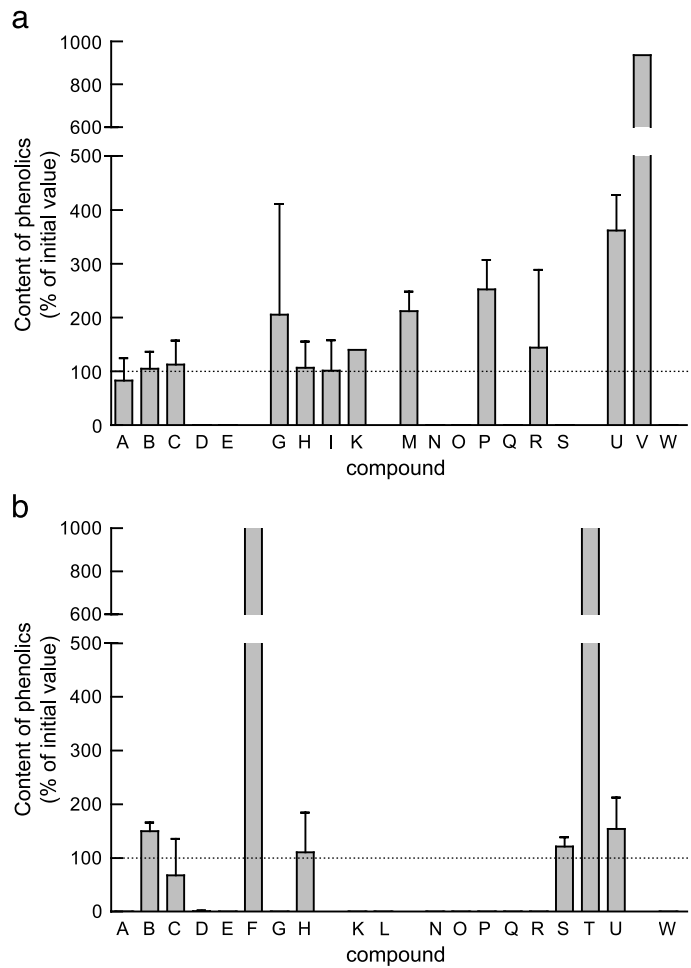 a
1000
800
600
500
400
300
200
100
0
Content of phenolics
(% of initial value)
A B C D E G H I K M N O P Q R S U V W
compound
b
1000
800
600
500
400
300
200
100
0
Content of phenolics
(% of initial value)
A B C D E F G H K L N O P Q R S T U W
compound